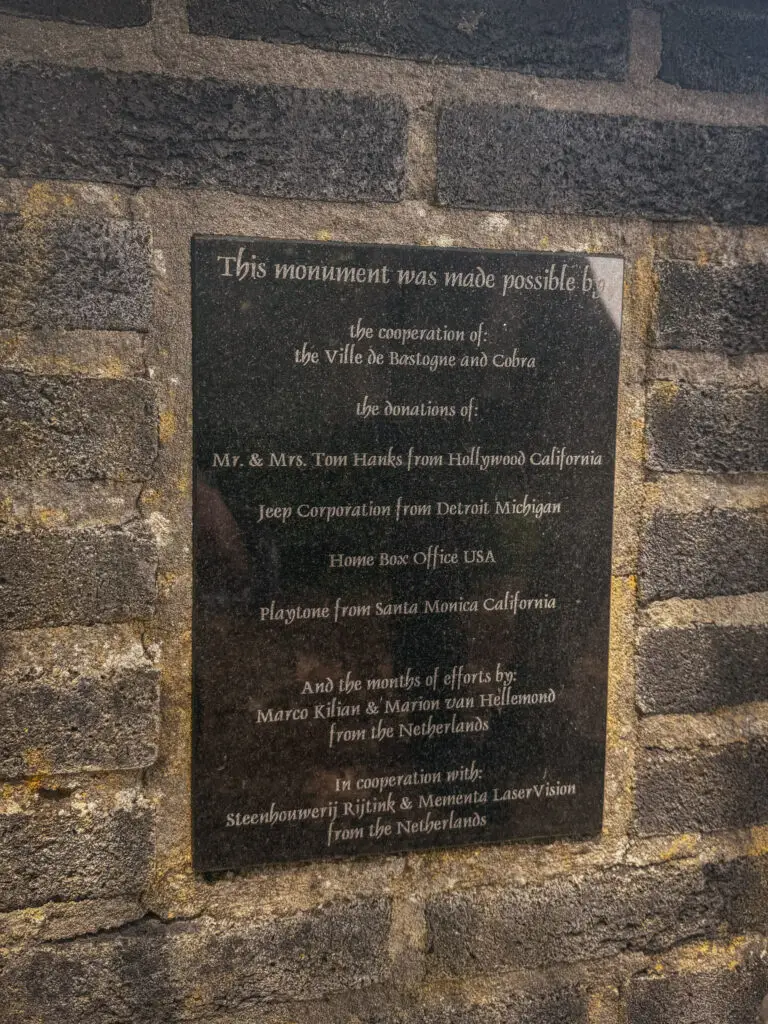 This monument was made possible by
the cooperation of:
the Ville de Bastogne and Cobra
the donations of:
Mr. & Mrs. Tom Hanks from Hollywood California
Jeep Corporation from Detroit Michigan
Home Box Office USA
Playtone from Santa Monica California
And the months of efforts by:
Marco Kilian & Marion van Hellemond
from the Netherlands
In cooperation with:
Steenhouwerij Rijtink & Mementa LaserVision
from the Netherlands